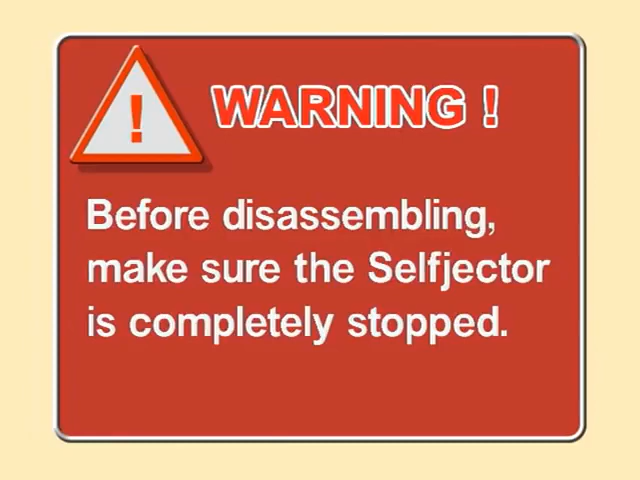 !
WARNING !
Before disassembling,
make sure the Selfjector
is completely stopped.